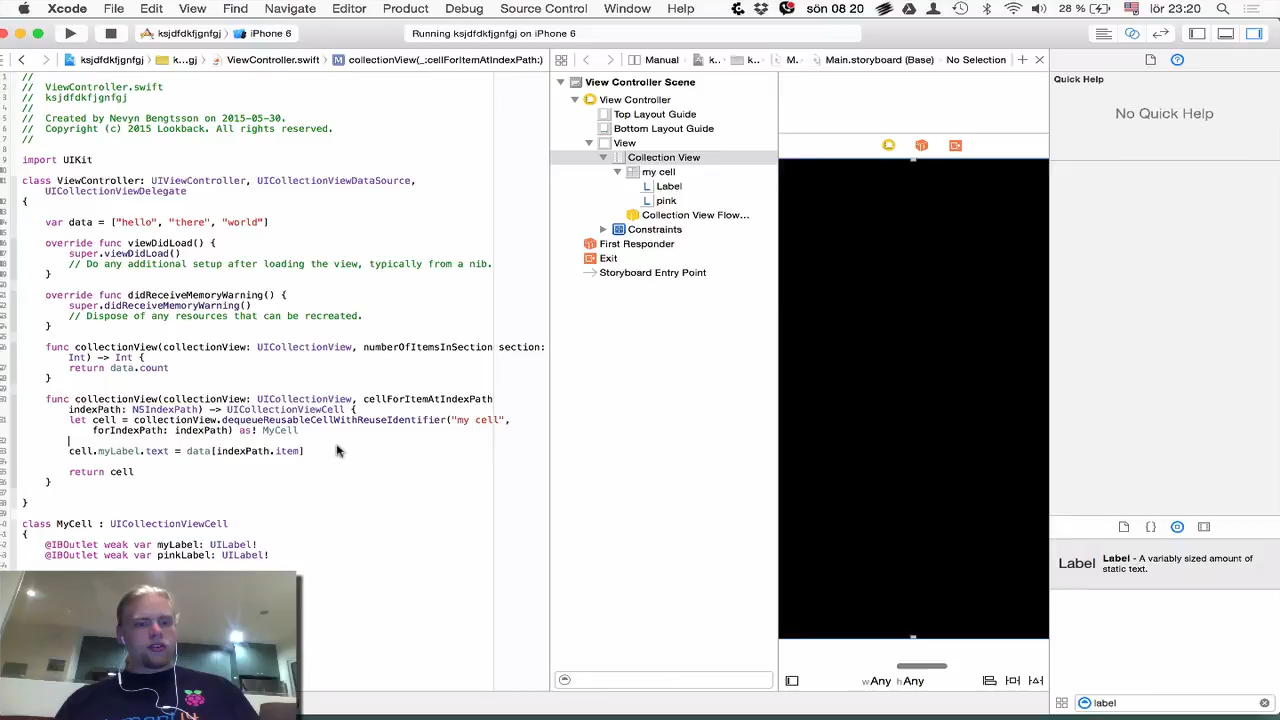 Xcode File Edit View Find Navigate Editor Product Debug Source Control Window Help sön 08 20 28 % lör 23:20
ksjdfdkfjgnfgj iPhone 6 Running ksjdfdkfjgnfgj on iPhone 6
ksjdfdkfjgnfgj k...gj ViewController.swift M collectionView(_:cellForItemAtIndexPath:) Manual k.. k.. M.. Main.storyboard (Base) No Selection
//
// ViewController.swift
// ksjdfdkfjgnfgj
//
// Created by Nevyn Bengtsson on 2015-05-30.
// Copyright (c) 2015 Lookback. All rights reserved.
//
import UIKit
class ViewController: UIViewController, UICollectionViewDataSource,
UICollectionViewDelegate
{
var data = ["hello", "there", "world"]
override func viewDidLoad() {
super.viewDidLoad()
// Do any additional setup after loading the view, typically from a nib.
}
override func didReceiveMemoryWarning() {
super.didReceiveMemoryWarning()
// Dispose of any resources that can be recreated.
}
func collectionView(collectionView: UICollectionView, numberOfItemsInSection section:
Int) -> Int {
return data.count
}
func collectionView(collectionView: UICollectionView, cellForItemAtIndexPath
indexPath: NSIndexPath) -> UICollectionViewCell {
let cell = collectionView.dequeueReusableCellWithReuseIdentifier("my cell",
forIndexPath: indexPath) as! MyCell
cell.myLabel.text = data[indexPath.item]
return cell
}
}
class MyCell : UICollectionViewCell
{
@IBOutlet weak var myLabel: UILabel!
@IBOutlet weak var pinkLabel: UILabel!
View Controller Scene
View Controller
Top Layout Guide
Bottom Layout Guide
View
Collection View
my cell
L Label
L pink
Collection View Flow...
Constraints
First Responder
Exit
Storyboard Entry Point
wAny hAny
Quick Help
No Quick Help
{}
Label Label - A variably sized amount of
static text.
label